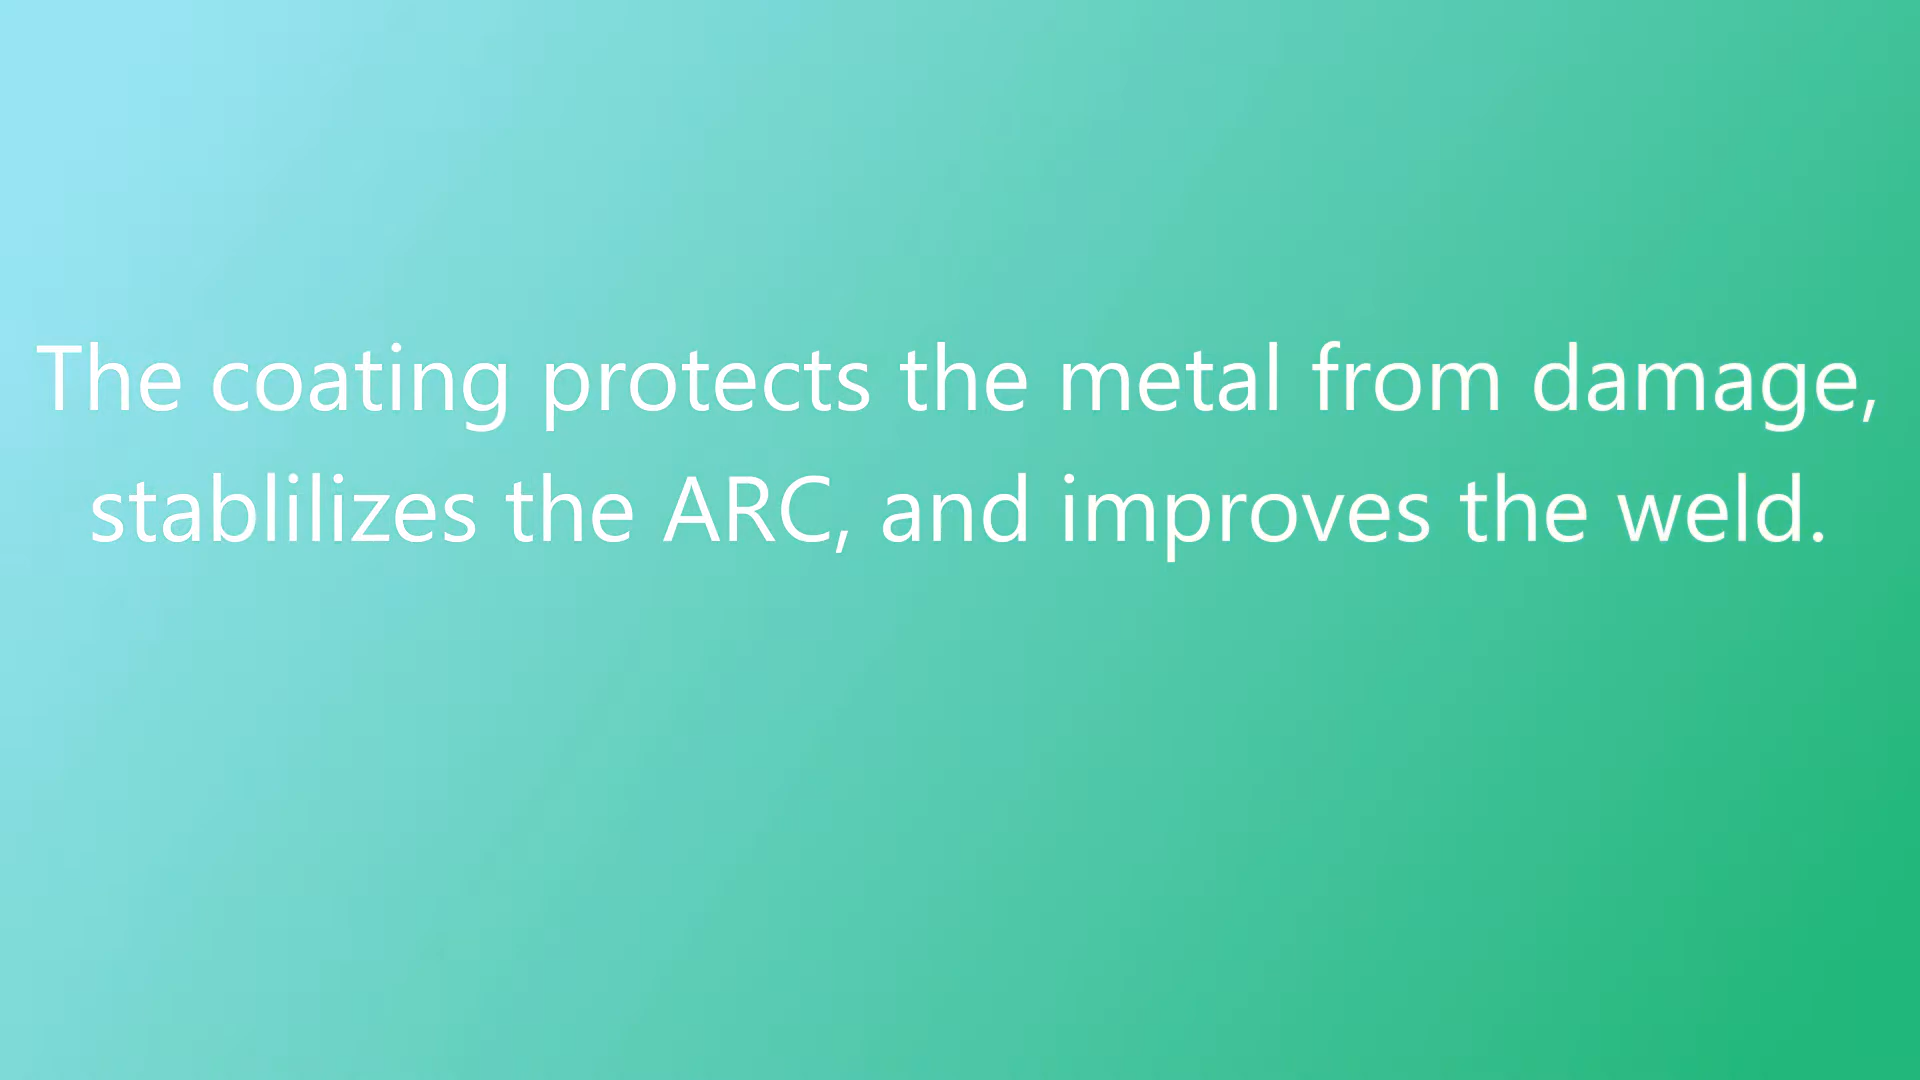 The coating protects the metal from damage,
stablilizes the ARC, and improves the weld.